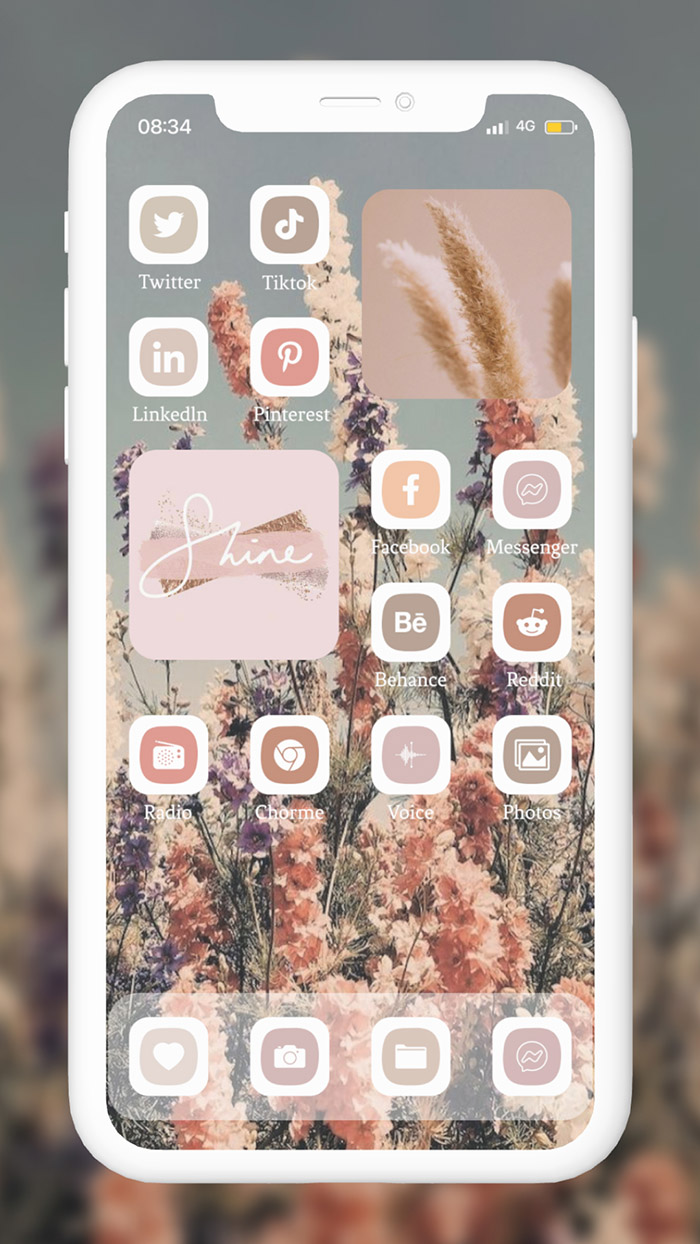 08:34 4G
Twitter Tiktok
LinkedIn Pinterest
Shine
Facebook Messenger
Bē
Behance Reddit
Radio Chorme Voice Photos